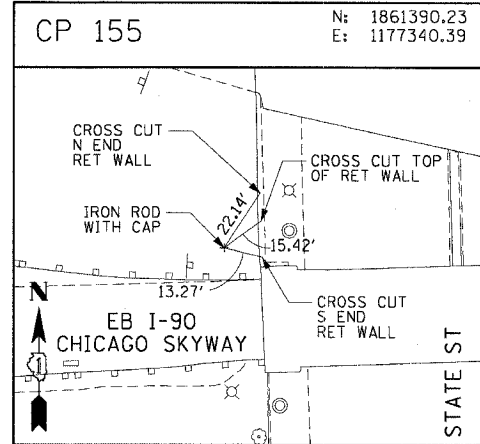 CP 155
N: 1861390.23
E: 1177340.39
CROSS CUT
N END
RET WALL
CROSS CUT TOP
OF RET WALL
IRON ROD
WITH CAP
22.14'
15.42'
13.27'
CROSS CUT
S END
RET WALL
N
EB I-90
CHICAGO SKYWAY
STATE ST